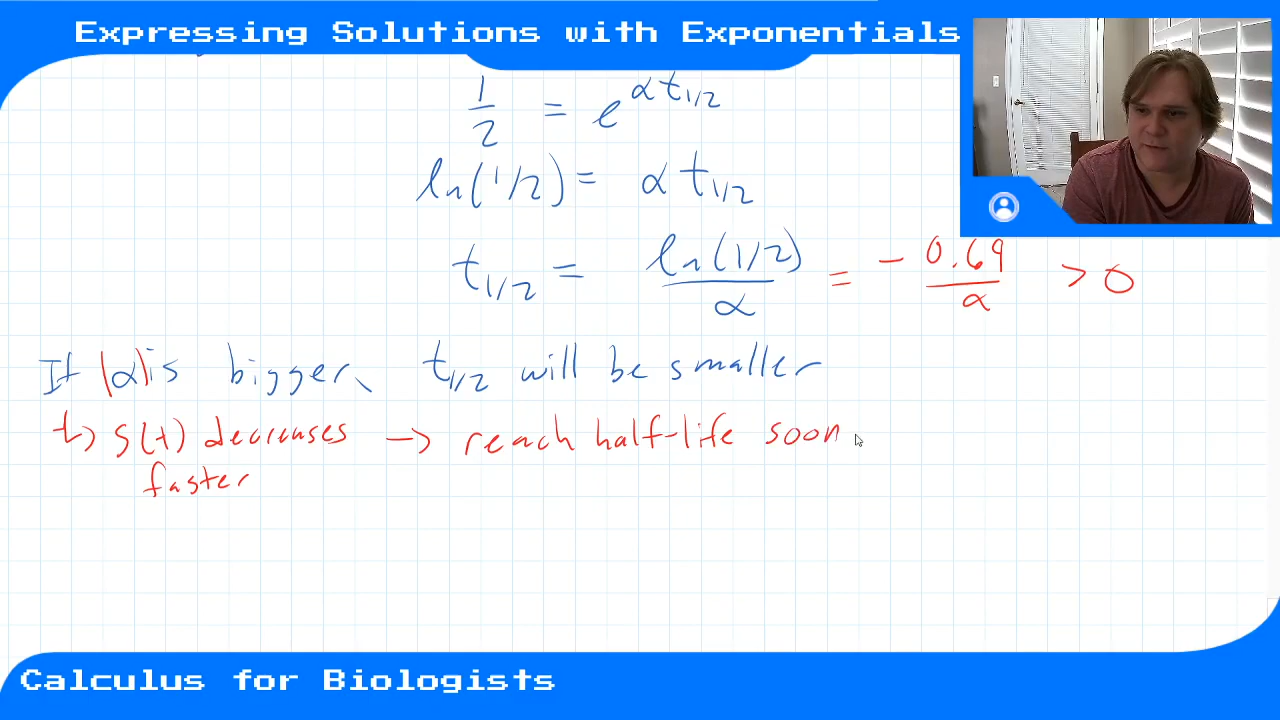 Expressing Solutions with Exponentials
1/2 = e^{αt_{1/2}}
ln(1/2) = α t_{1/2}
t_{1/2} = ln(1/2)/α = -0.69/α > 0
If |α| is bigger, t_{1/2} will be smaller
↳ S(t) decreases → reach half-life soon
faster
Calculus for Biologists